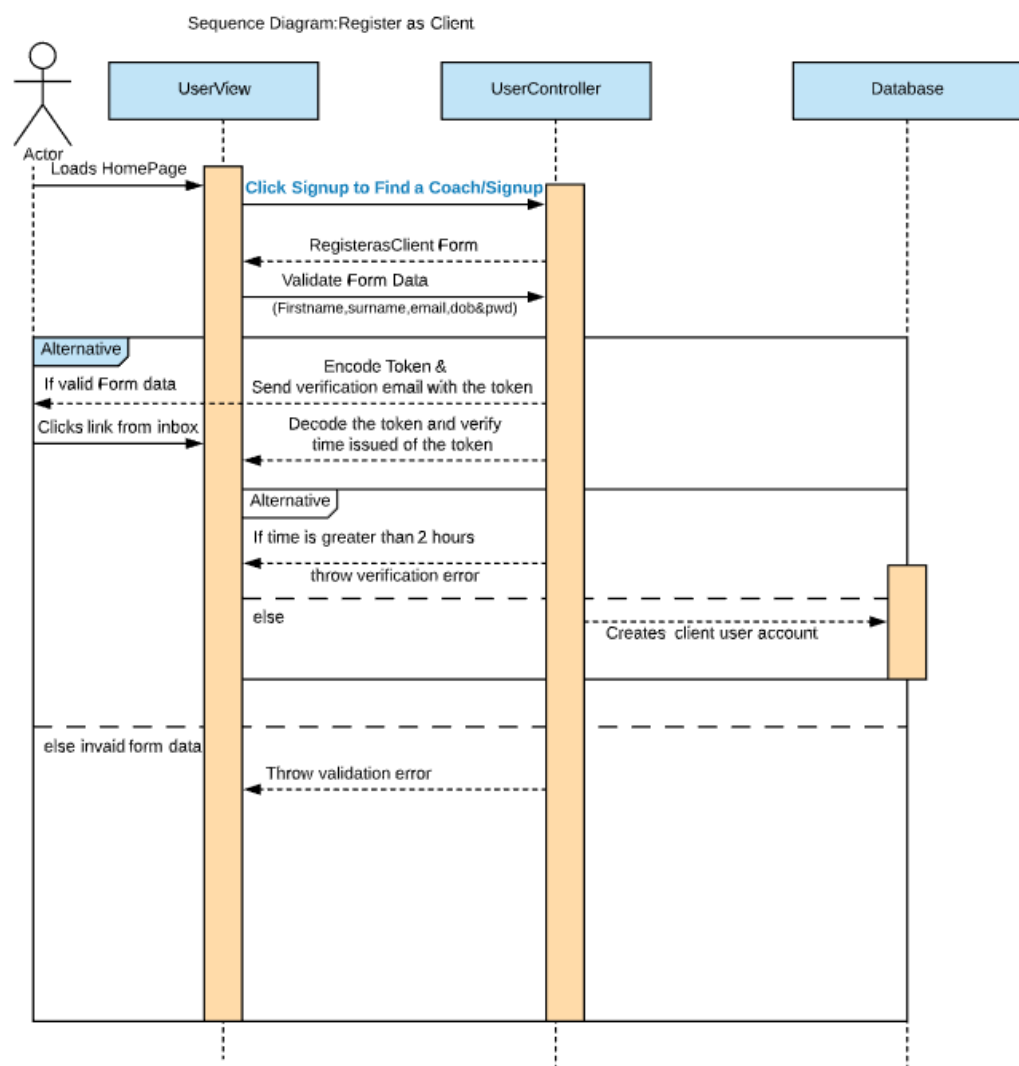 Sequence Diagram:Register as Client
UserView
UserController
Database
Actor
Loads HomePage
Click Signup to Find a Coach/Signup
RegisterasClient Form
Validate Form Data
(Firstname,surname,email,dob&pwd)
Alternative
If valid Form data
Encode Token &
Send verification email with the token
Clicks link from inbox
Decode the token and verify
time issued of the token
Alternative
If time is greater than 2 hours
throw verification error
else
Creates client user account
else invaid form data
Throw validation error